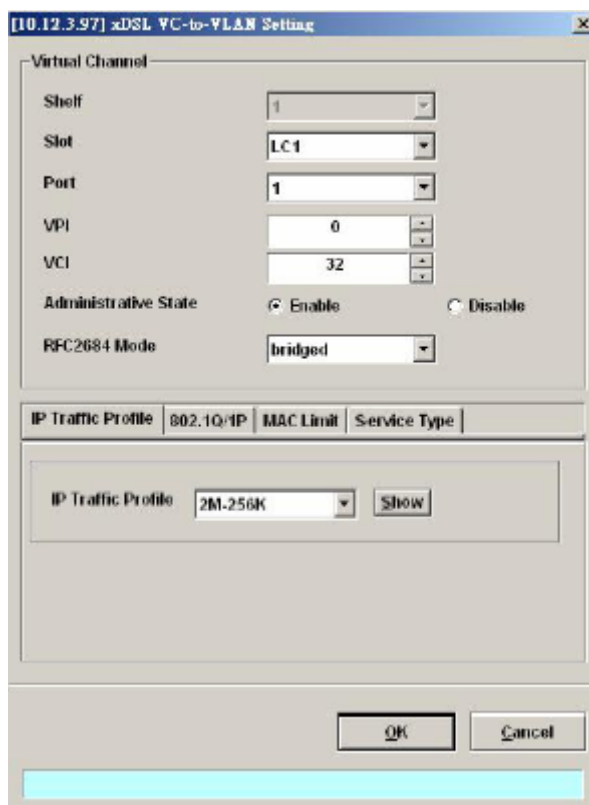 [10.12.3.97] xDSL VC-to-VLAN Setting
Virtual Channel
Shelf 1
Slot LC1
Port 1
VPI 0
VCI 32
Administrative State Enable Disable
RFC2684 Mode bridged
IP Traffic Profile 802.1Q/1P MAC Limit Service Type
IP Traffic Profile 2M-256K Show
OK Cancel